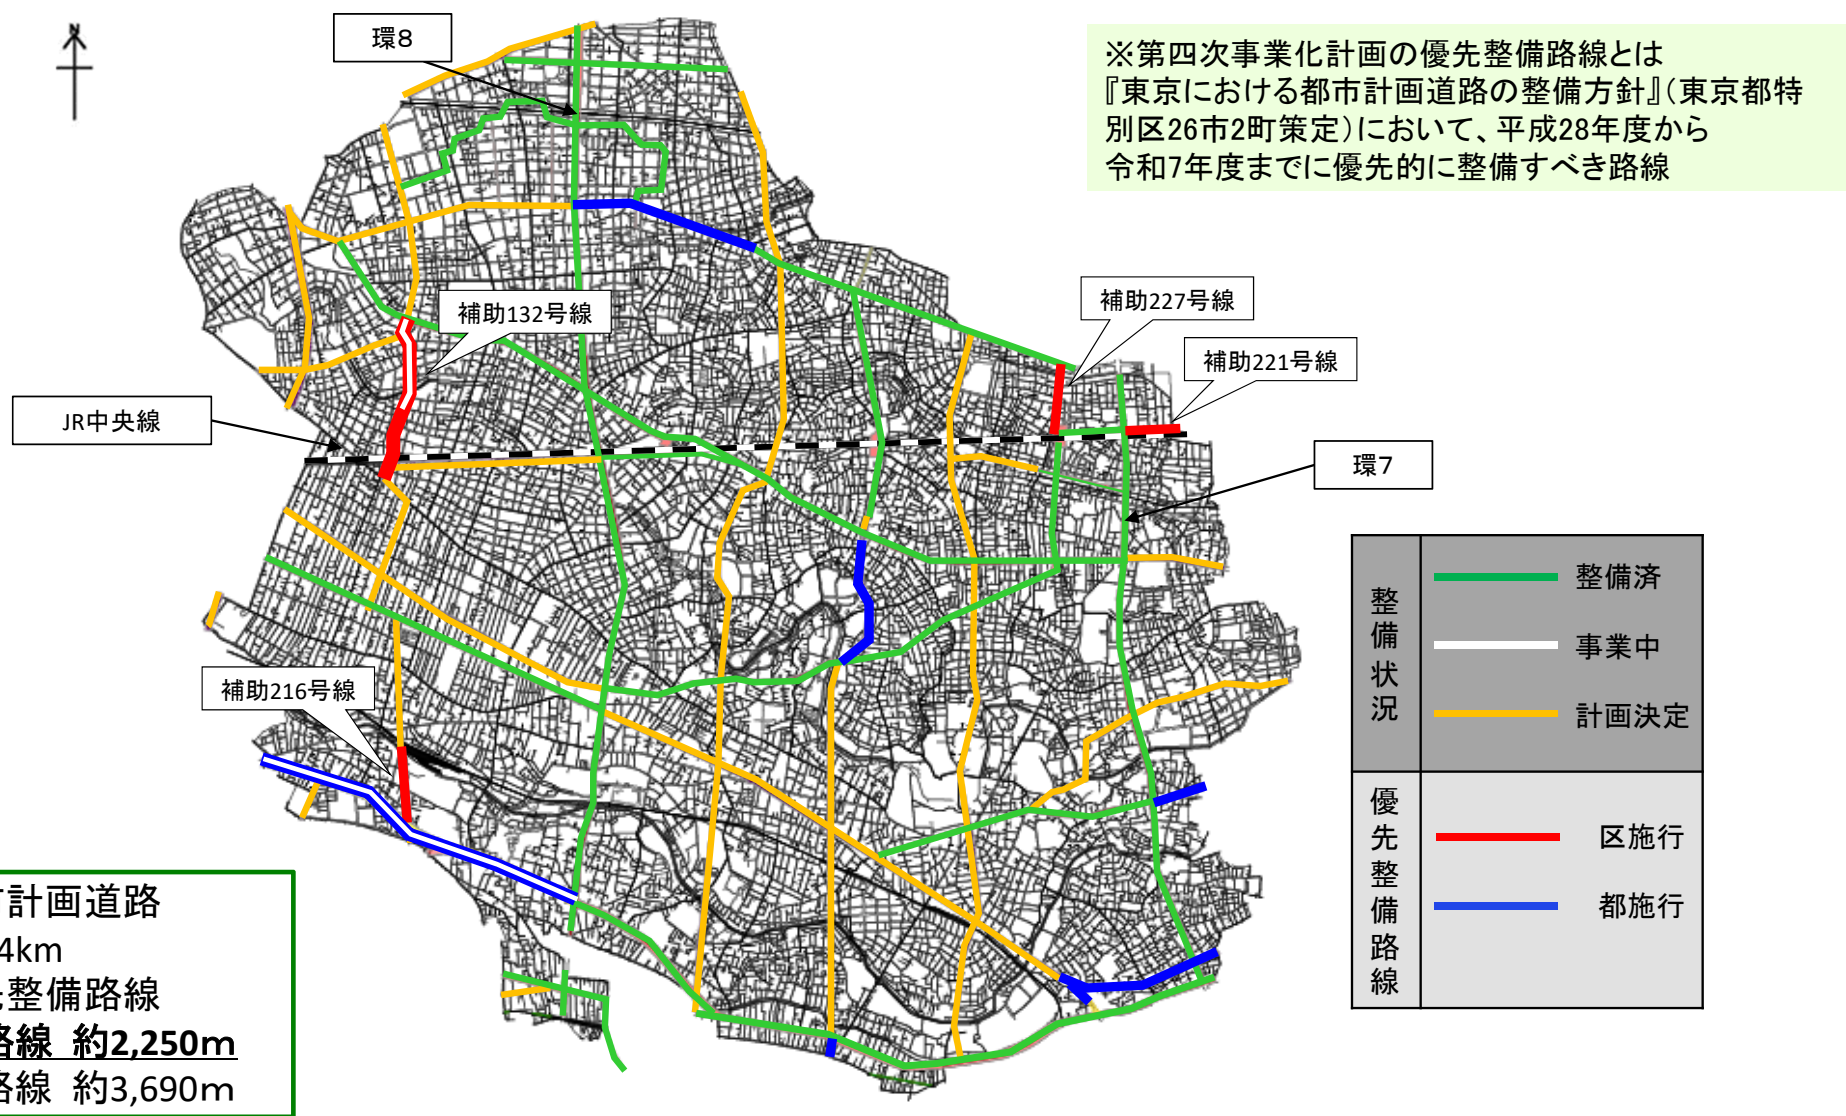 N
環8
※第四次事業化計画の優先整備路線とは
『東京における都市計画道路の整備方針』(東京都特
別区26市2町策定)において、平成28年度から
令和7年度までに優先的に整備すべき路線
補助132号線
補助227号線
補助221号線
JR中央線
環7
補助216号線
整備状況
整備済
事業中
計画決定
優先整備路線
区施行
都施行
計画道路
4km
整備路線
路線 約2,250m
路線 約3,690m